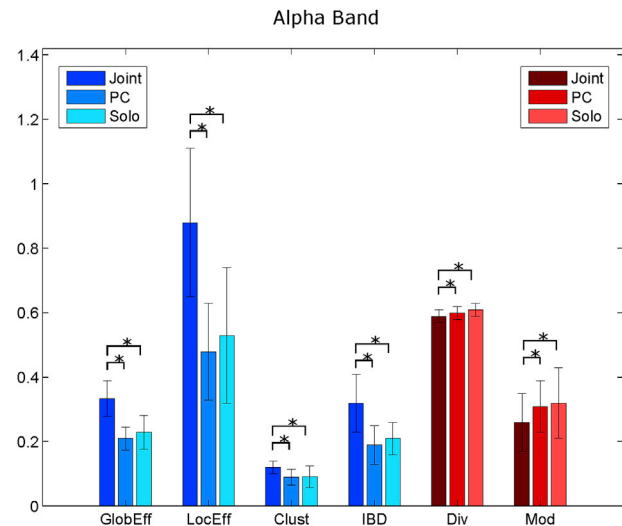 Alpha Band
1.4
1.2
1
0.8
0.6
0.4
0.2
0
Joint
PC
Solo
Joint
PC
Solo
* *
* *
* *
* *
* *
* *
GlobEff LocEff Clust IBD Div Mod